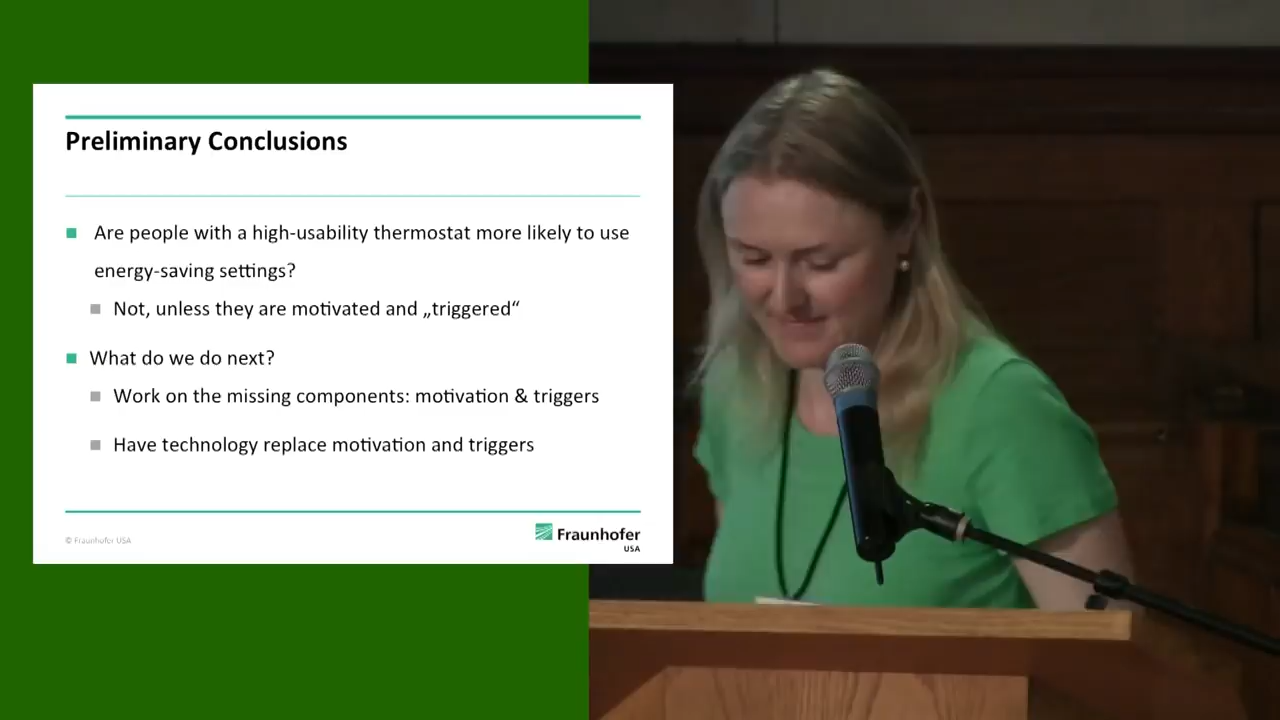 Preliminary Conclusions
Are people with a high-usability thermostat more likely to use
energy-saving settings?
Not, unless they are motivated and „triggered“
What do we do next?
Work on the missing components: motivation & triggers
Have technology replace motivation and triggers
© Fraunhofer USA
Fraunhofer
USA